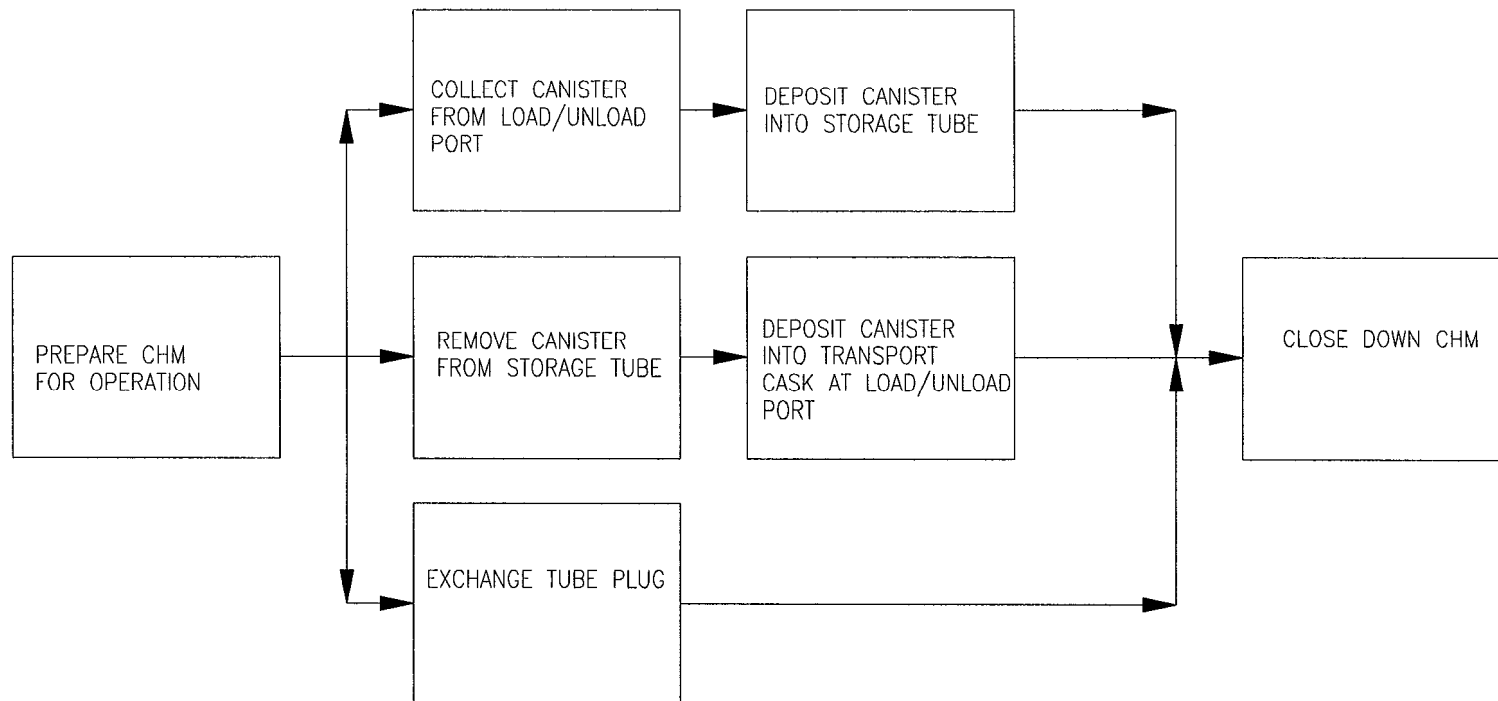 COLLECT CANISTER
FROM LOAD/UNLOAD
PORT
DEPOSIT CANISTER
INTO STORAGE TUBE
PREPARE CHM
FOR OPERATION
REMOVE CANISTER
FROM STORAGE TUBE
DEPOSIT CANISTER
INTO TRANSPORT
CASK AT LOAD/UNLOAD
PORT
CLOSE DOWN CHM
EXCHANGE TUBE PLUG